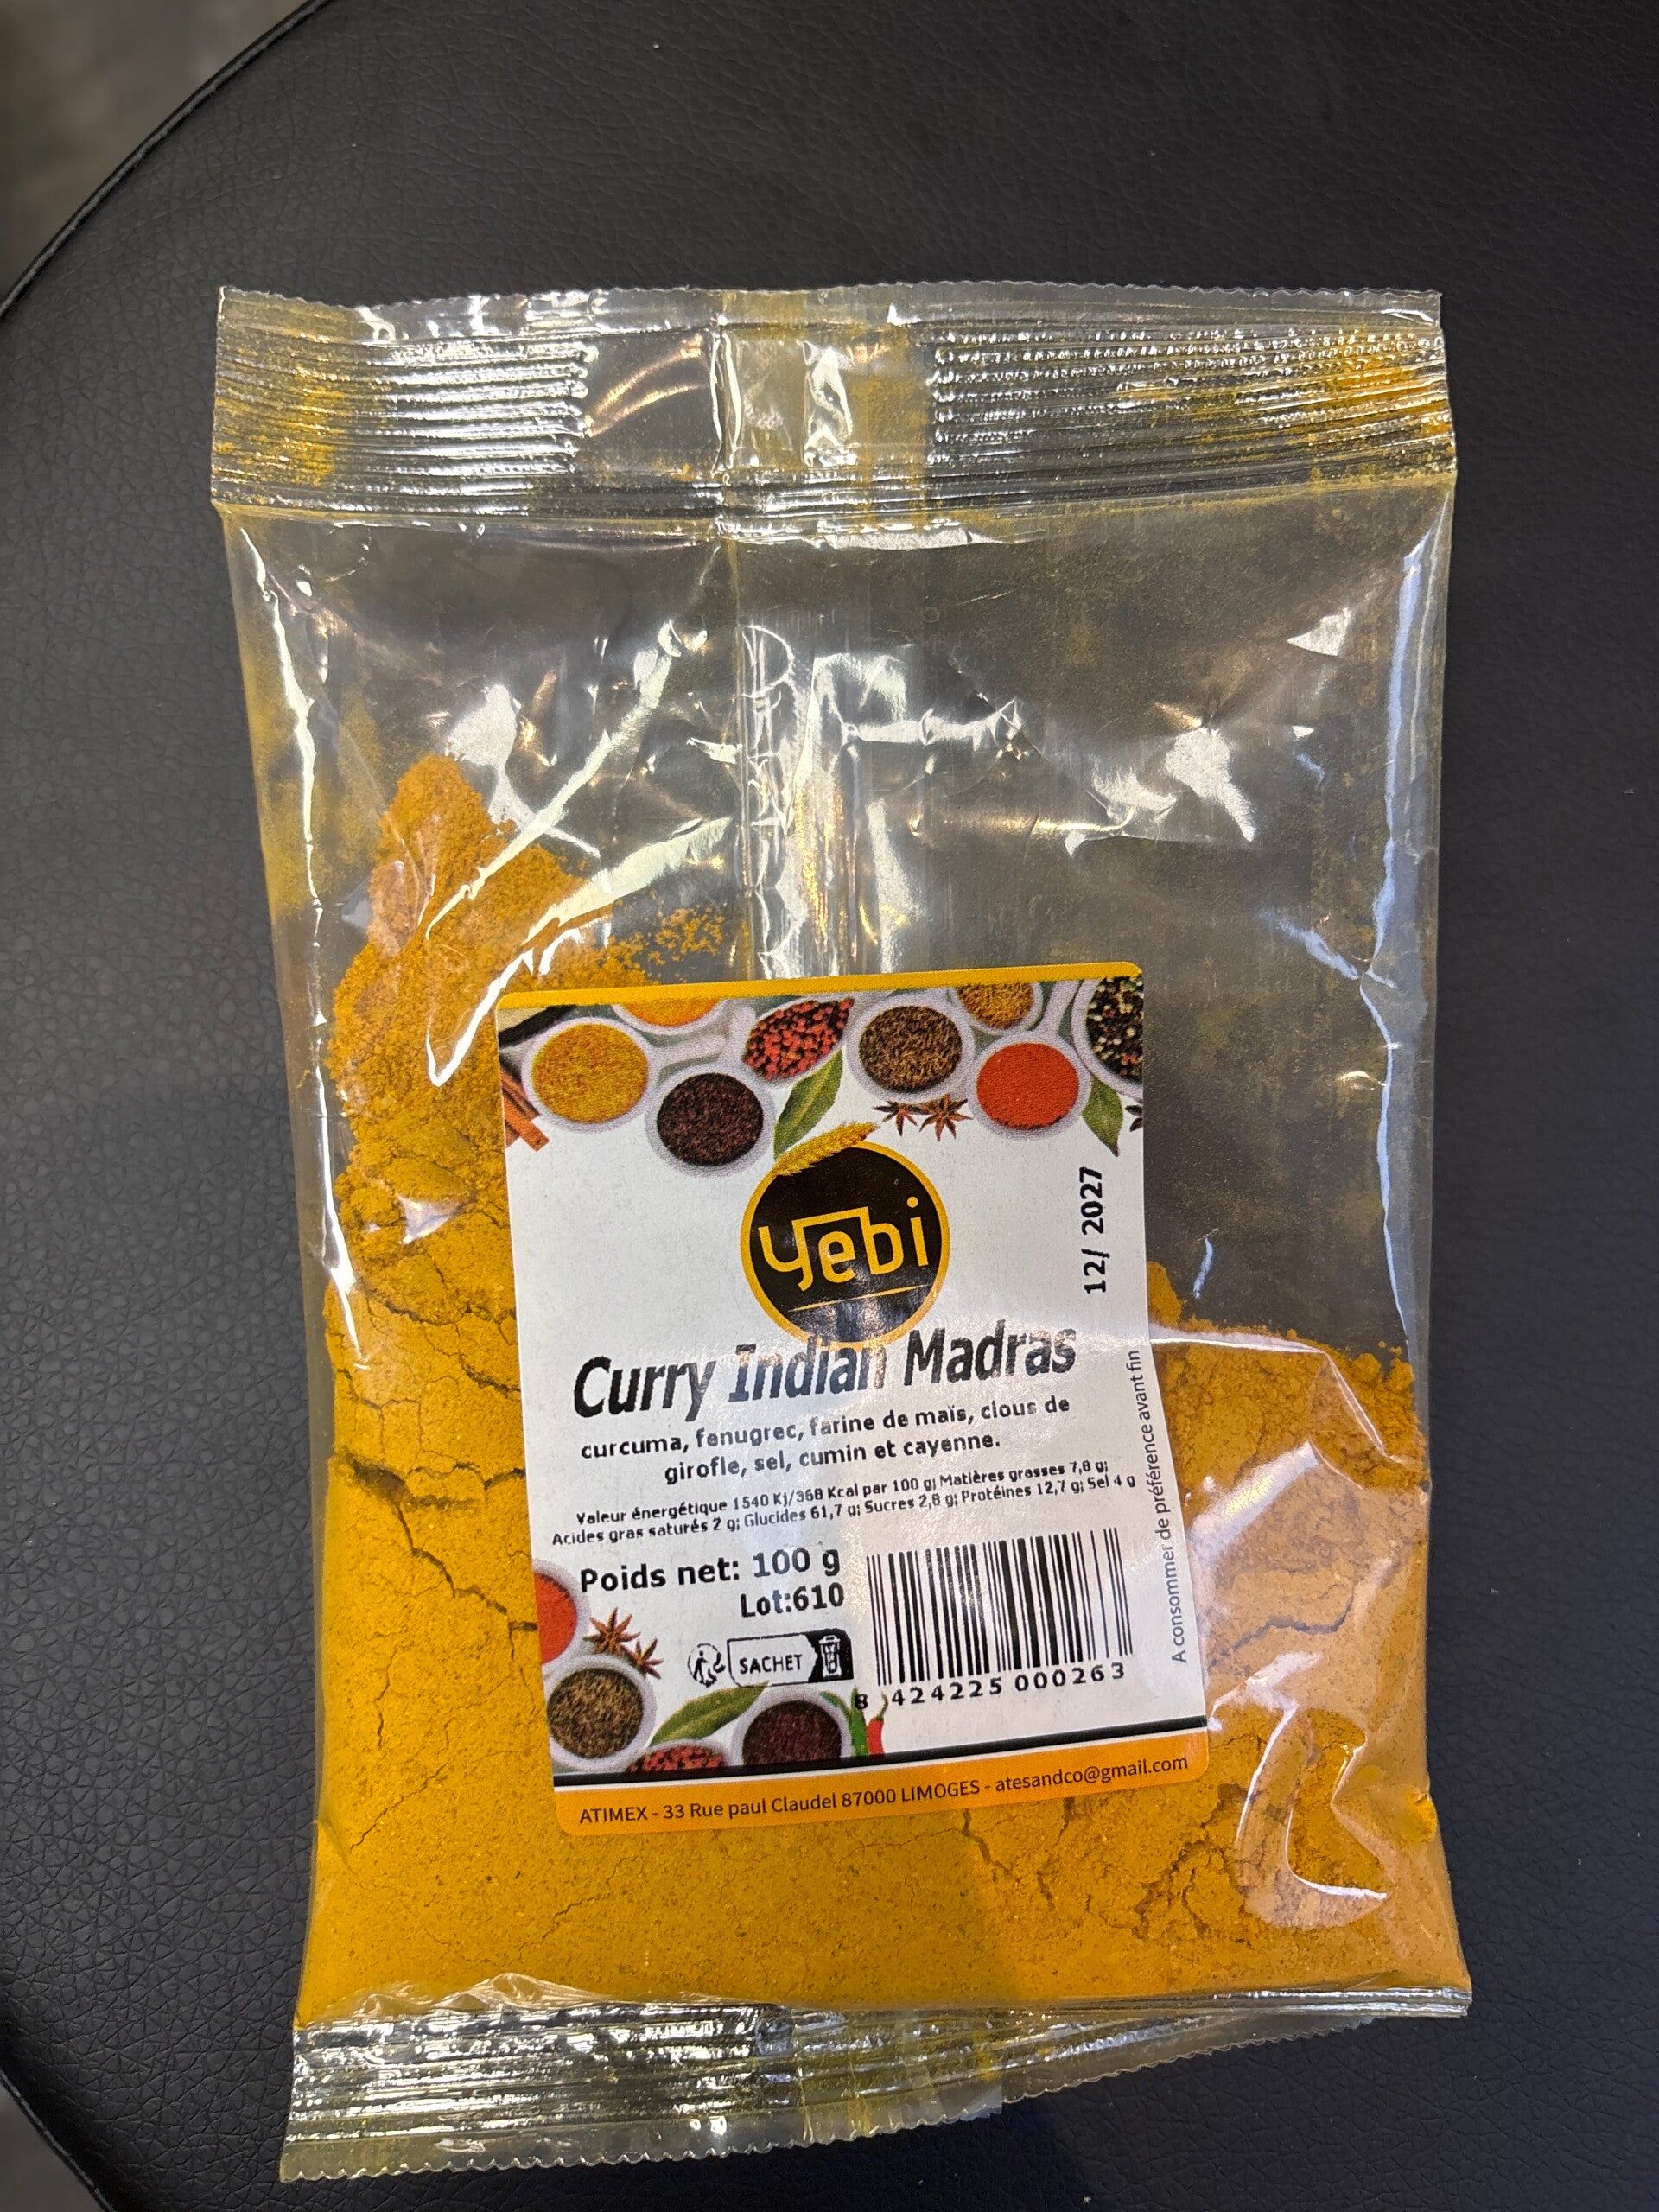 yebi
12/ 2027
Curry Indian Madras
curcuma, fenugrec, farine de maïs, clous de
girofle, sel, cumin et cayenne.
Valeur énergétique 1540 Kj/368 Kcal par 100 g; Matières grasses 7,8 g;
Acides gras saturés 2 g; Glucides 61,7 g; Sucres 2,8 g; Protéines 12,7 g; Sel 4 g
Poids net: 100 g
Lot:610
SACHET
8 424225 000263
A consommer de préférence avant fin
ATIMEX - 33 Rue paul Claudel 87000 LIMOGES - atesandco@gmail.com